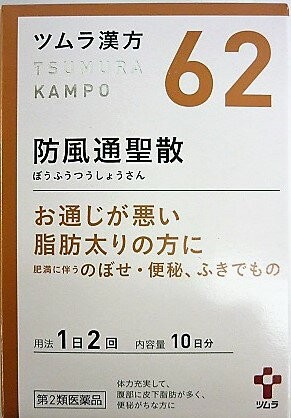 ツムラ漢方
TSUMURA
KAMPO
62
防風通聖散
ぼうふうつうしょうさん
お通じが悪い
脂肪太りの方に
肥満に伴うのぼせ・便秘、ふきでもの
用法 1日2回 内容量 10日分
第2類医薬品
体力充実して、
腹部に皮下脂肪が多く、
便秘がちな方に
ツムラ